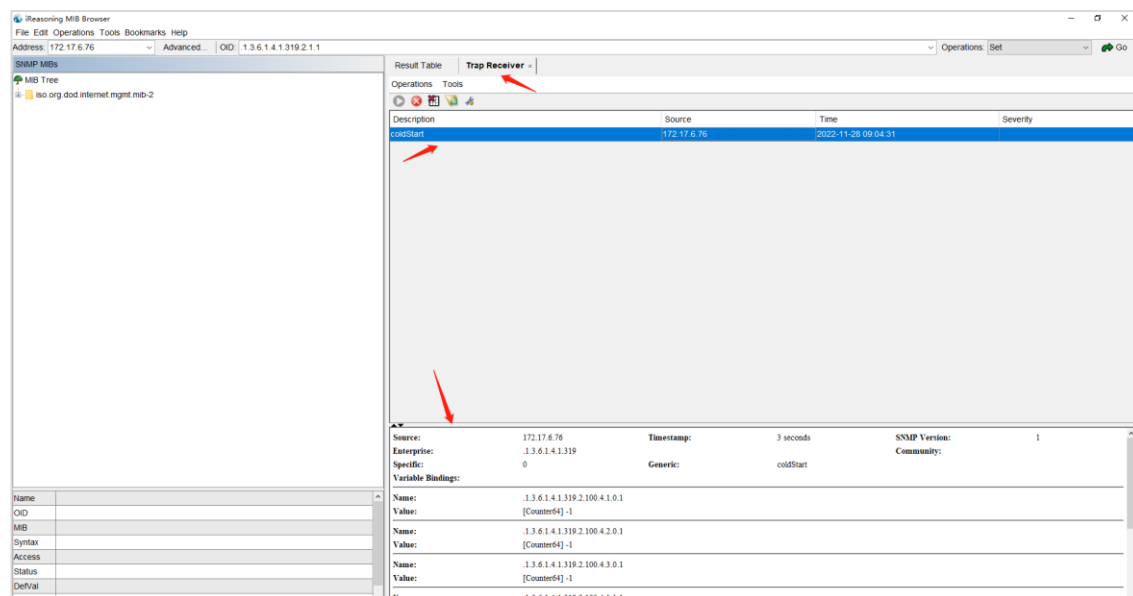 iReasoning MIB Browser
File Edit Operations Tools Bookmarks Help
Address: 172.17.6.76 Advanced... OID: .1.3.6.1.4.1.319.2.1.1 Operations: Set Go
SNMP MIBs
MIB Tree
iso.org.dod.internet.mgmt.mib-2
Result Table Trap Receiver ×
Operations Tools
Description Source Time Severity
coldStart 172.17.6.76 2022-11-28 09:04:31
Source: 172.17.6.76 Timestamp: 3 seconds SNMP Version: 1
Enterprise: .1.3.6.1.4.1.319 Community:
Specific: 0 Generic: coldStart
Variable Bindings:
Name: .1.3.6.1.4.1.319.2.100.4.1.0.1
Value: [Counter64] -1
Name: .1.3.6.1.4.1.319.2.100.4.2.0.1
Value: [Counter64] -1
Name: .1.3.6.1.4.1.319.2.100.4.3.0.1
Value: [Counter64] -1
Name
OID
MIB
Syntax
Access
Status
DefVal